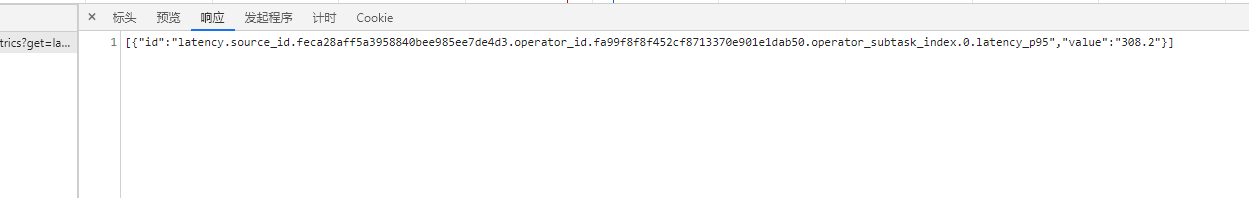 × 标头 预览 响应 发起程序 计时 Cookie
trics?get=la...
1 [{"id":"latency.source_id.feca28aff5a3958840bee985ee7de4d3.operator_id.fa99f8f8f452cf8713370e901e1dab50.operator_subtask_index.0.latency_p95","value":"308.2"}]